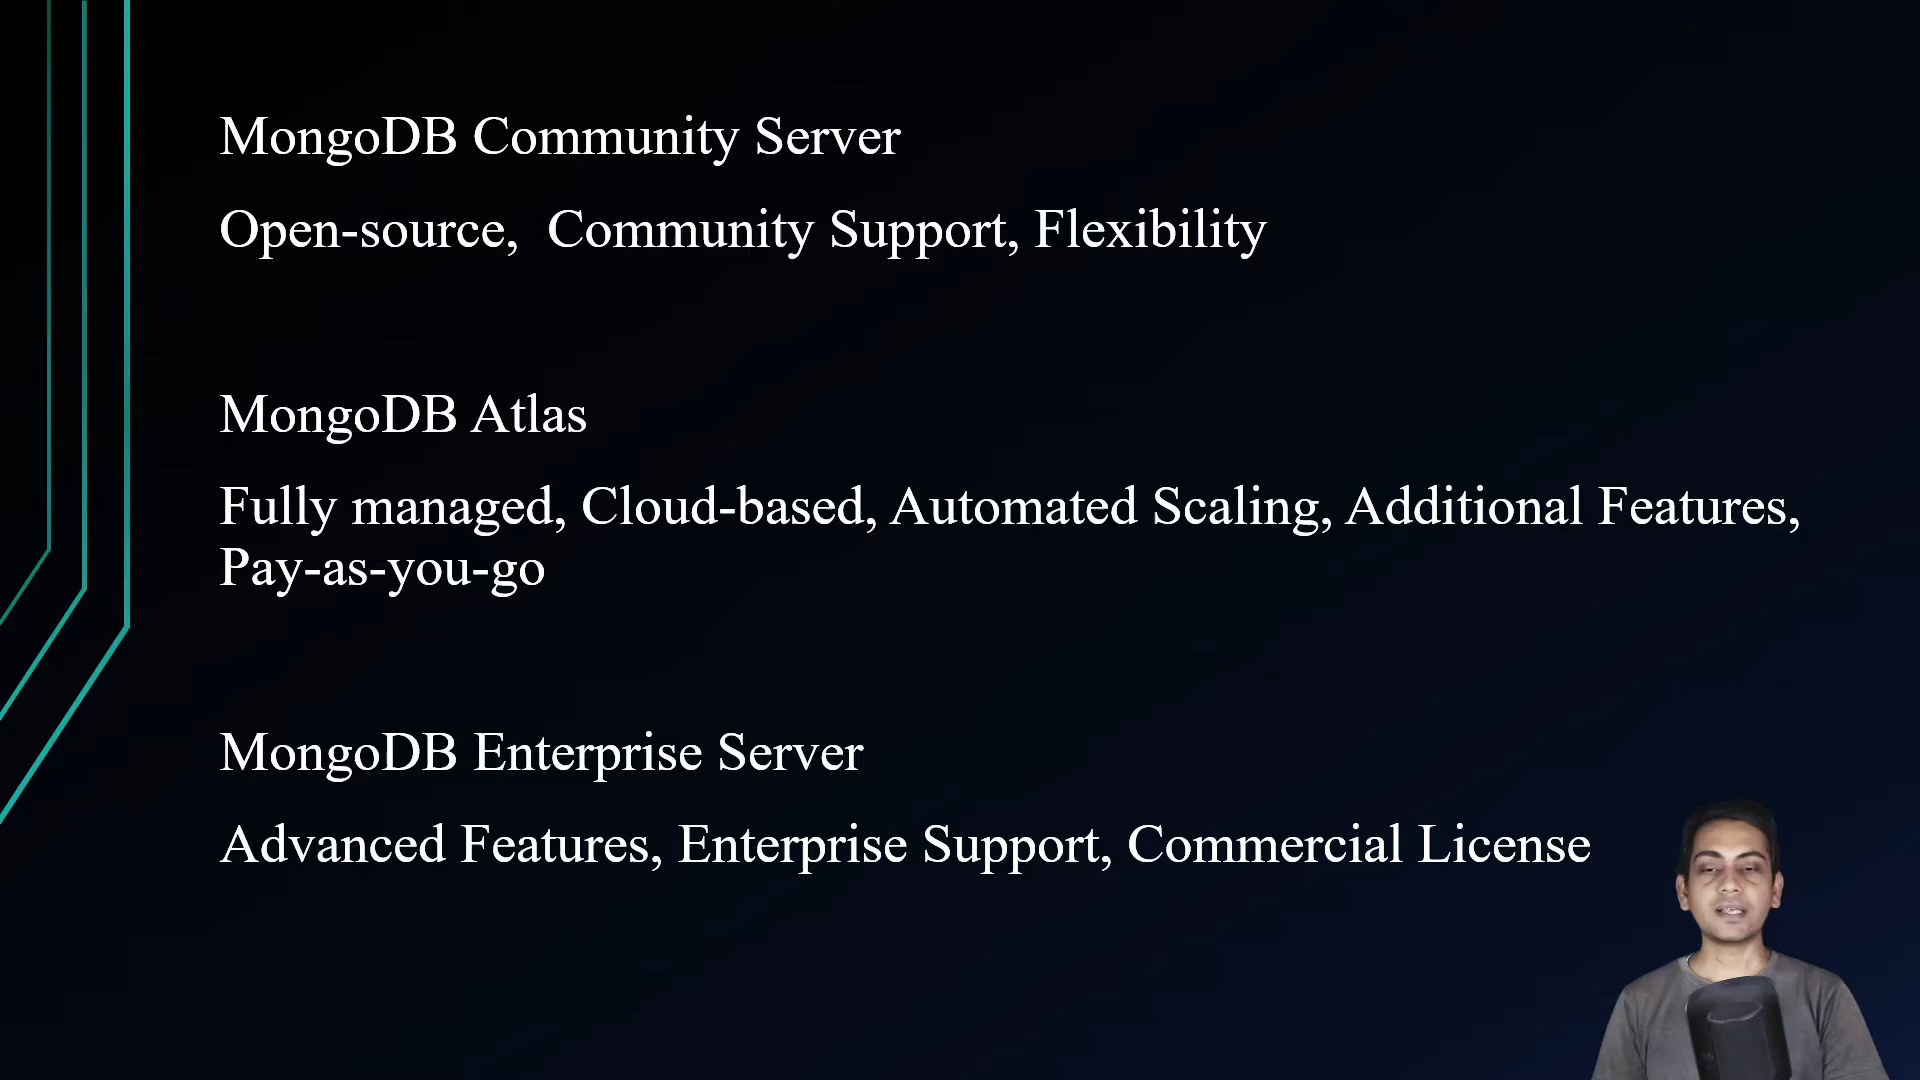 MongoDB Community Server
Open-source,  Community Support, Flexibility
MongoDB Atlas
Fully managed, Cloud-based, Automated Scaling, Additional Features,
Pay-as-you-go
MongoDB Enterprise Server
Advanced Features, Enterprise Support, Commercial License